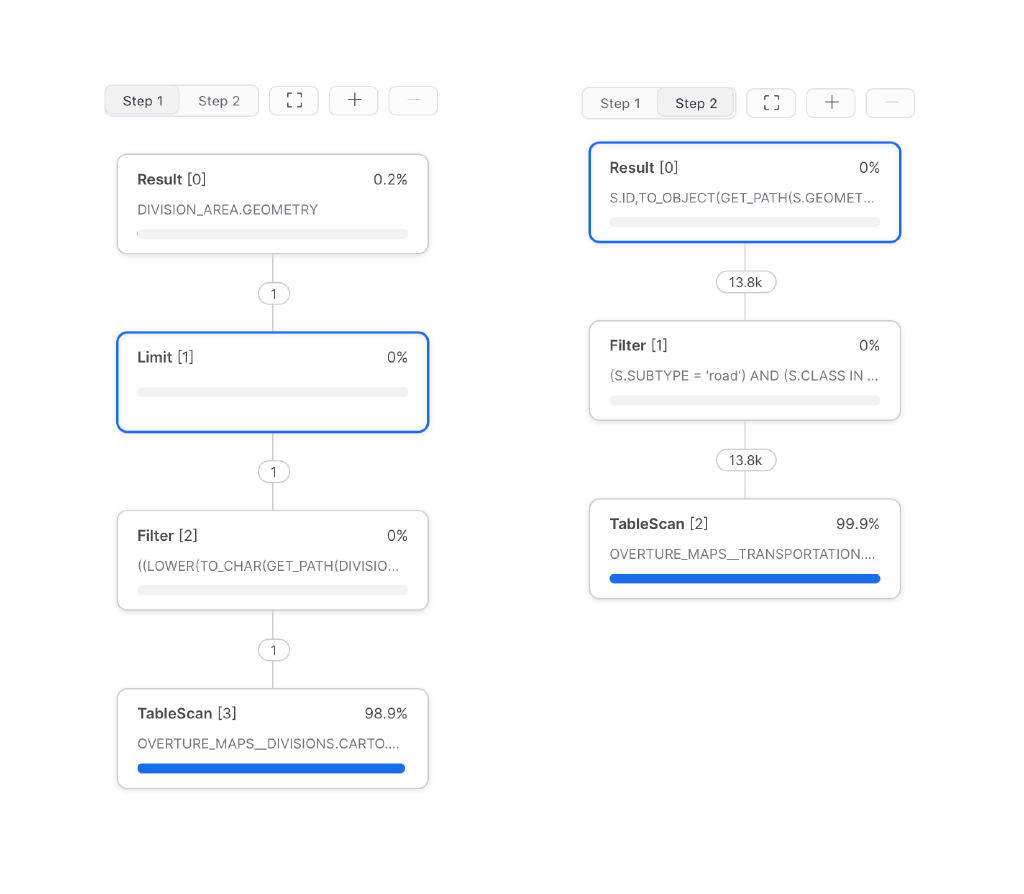 Step 1 Step 2
Result [0] 0.2%
DIVISION_AREA.GEOMETRY
1
Limit [1] 0%
1
Filter [2] 0%
((LOWER(TO_CHAR(GET_PATH(DIVISIO...
1
TableScan [3] 98.9%
OVERTURE_MAPS__DIVISIONS.CARTO....
Step 1 Step 2
Result [0] 0%
S.ID,TO_OBJECT(GET_PATH(S.GEOMET...
13.8k
Filter [1] 0%
(S.SUBTYPE = 'road') AND (S.CLASS IN ...
13.8k
TableScan [2] 99.9%
OVERTURE_MAPS__TRANSPORTATION....